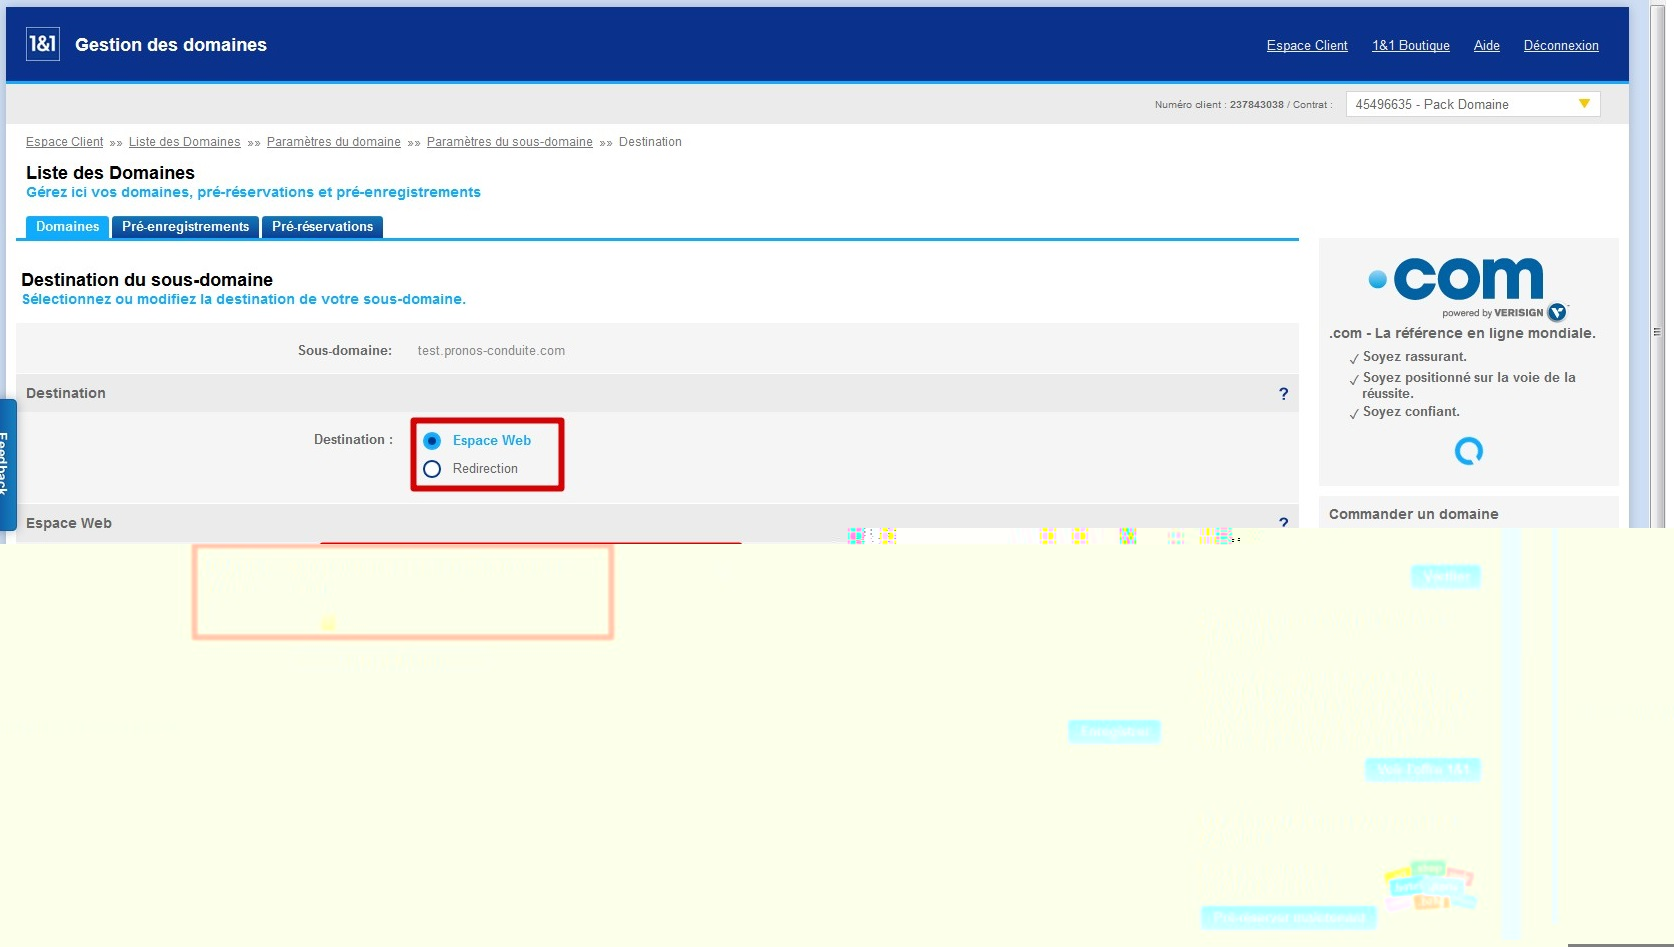 1&1 Gestion des domaines
Espace Client 1&1 Boutique Aide Déconnexion
Numéro client : 237843038 / Contrat : 45496635 - Pack Domaine
Espace Client »» Liste des Domaines »» Paramètres du domaine »» Paramètres du sous-domaine »» Destination
Liste des Domaines
Gérez ici vos domaines, pré-réservations et pré-enregistrements
Domaines Pré-enregistrements Pré-réservations
Destination du sous-domaine
Sélectionnez ou modifiez la destination de votre sous-domaine.
Sous-domaine: test.pronos-conduite.com
Destination ?
Destination : Espace Web
Redirection
Espace Web ?
Feedback
.com
powered by VERISIGN
.com - La référence en ligne mondiale.
Soyez rassurant.
Soyez positionné sur la voie de la
réussite.
Soyez confiant.
Commander un domaine
Vérifier
Enregistrer
Voir l'offre 1&1
Pré-réserver maintenant